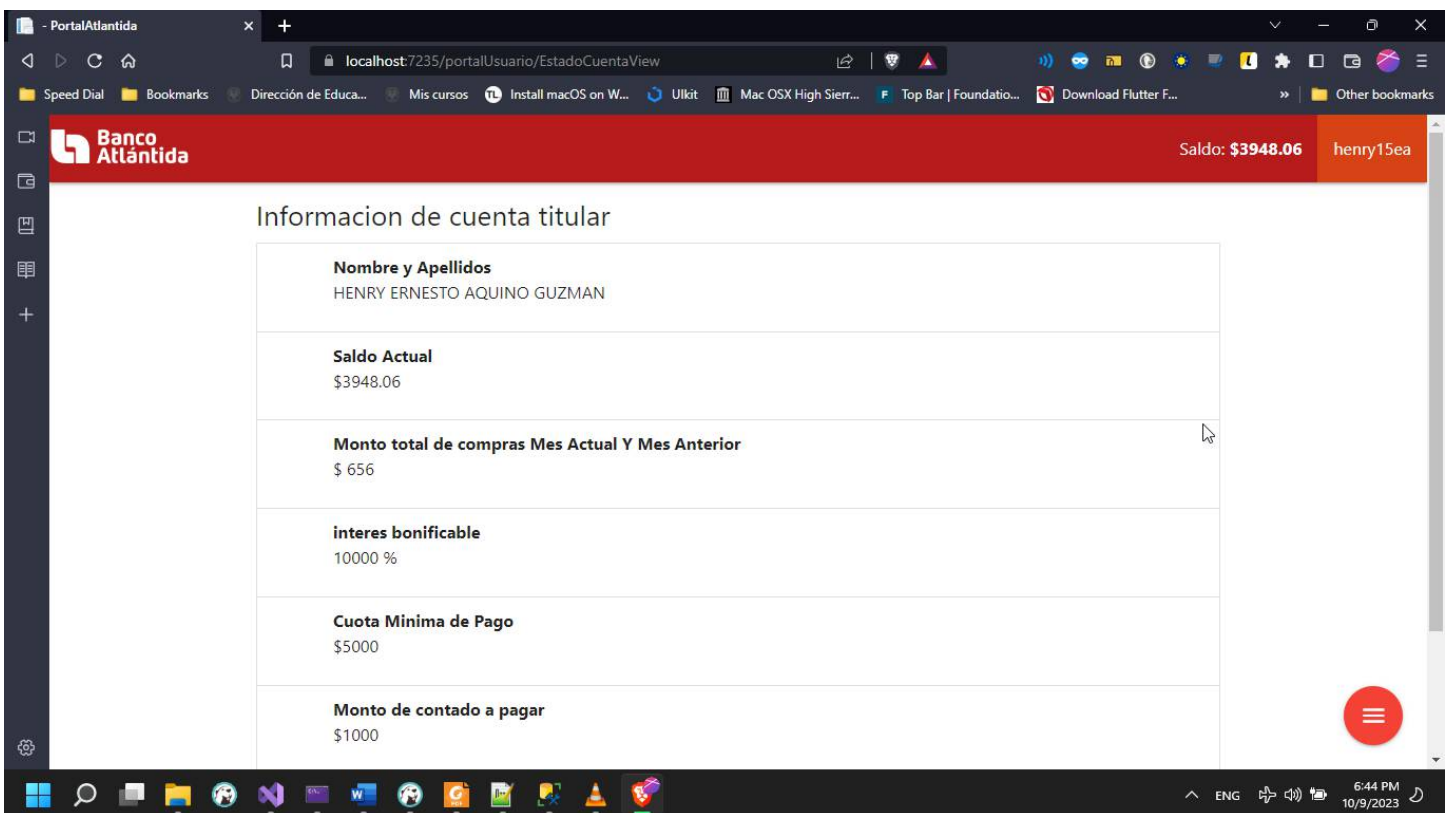 - PortalAtlantida
localhost:7235/portalUsuario/EstadoCuentaView
Speed Dial Bookmarks Dirección de Educa... Mis cursos Install macOS on W... UIkit Mac OSX High Sierr... Top Bar | Foundatio... Download Flutter F... » Other bookmarks
Banco
Atlántida
Saldo: $3948.06 henry15ea
Informacion de cuenta titular
Nombre y Apellidos
HENRY ERNESTO AQUINO GUZMAN
Saldo Actual
$3948.06
Monto total de compras Mes Actual Y Mes Anterior
$ 656
interes bonificable
10000 %
Cuota Minima de Pago
$5000
Monto de contado a pagar
$1000
ENG
6:44 PM
10/9/2023